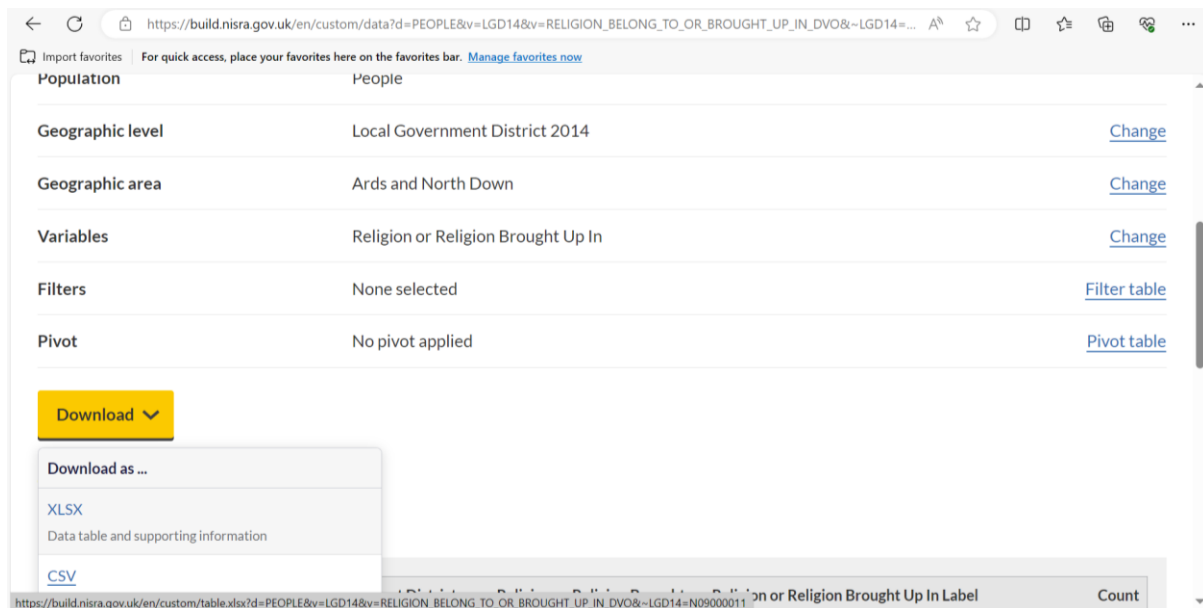 https://build.nisra.gov.uk/en/custom/data?d=PEOPLE&v=LGD14&v=RELIGION_BELONG_TO_OR_BROUGHT_UP_IN_DVO&~LGD14=...
Import favorites For quick access, place your favorites here on the favorites bar. Manage favorites now
Population People
Geographic level Local Government District 2014 Change
Geographic area Ards and North Down Change
Variables Religion or Religion Brought Up In Change
Filters None selected Filter table
Pivot No pivot applied Pivot table
Download
Download as ...
XLSX
Data table and supporting information
CSV
on or Religion Brought Up In Label Count
https://build.nisra.gov.uk/en/custom/table.xlsx?d=PEOPLE&v=LGD14&v=RELIGION_BELONG_TO_OR_BROUGHT_UP_IN_DVO&~LGD14=N09000011